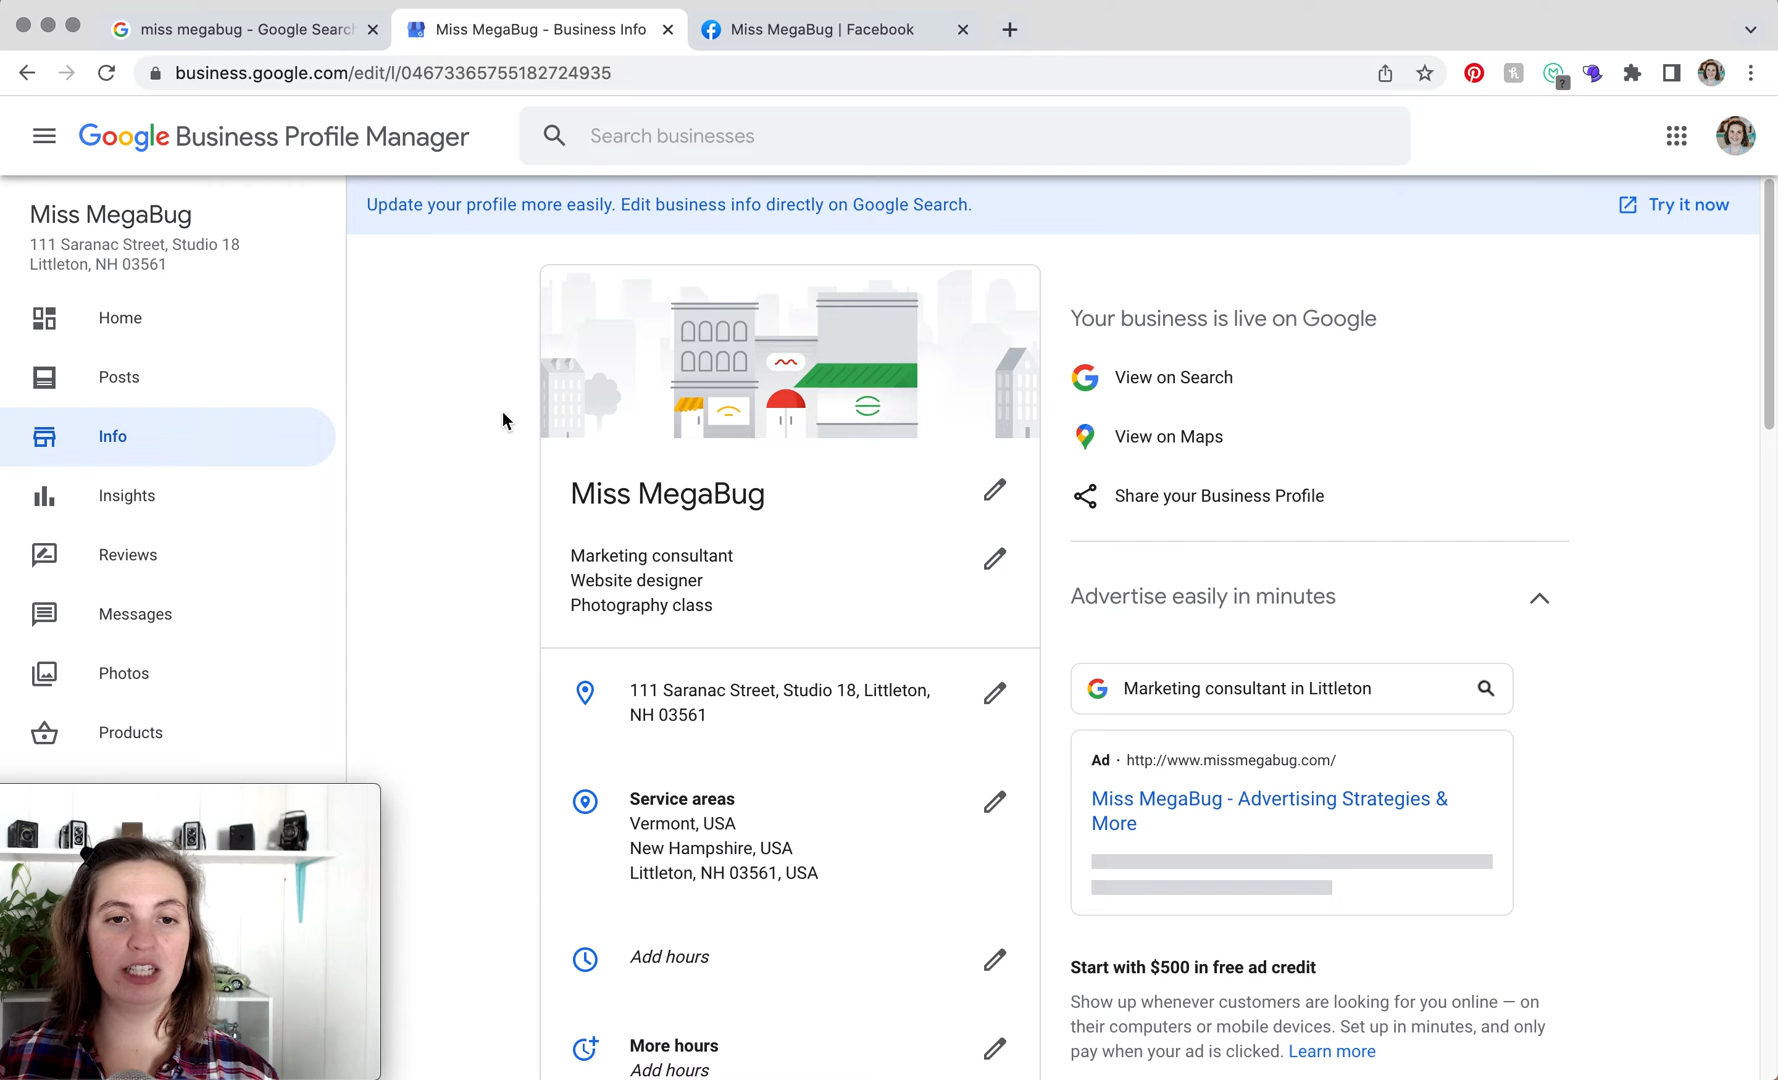 miss megabug - Google Search
Miss MegaBug - Business Info
Miss MegaBug | Facebook
business.google.com/edit/l/04673365755182724935
?
Google Business Profile Manager
Search businesses
Miss MegaBug
111 Saranac Street, Studio 18
Littleton, NH 03561
Home
Posts
Info
Insights
Reviews
Messages
Photos
Products
Update your profile more easily. Edit business info directly on Google Search.
Try it now
Miss MegaBug
Marketing consultant
Website designer
Photography class
111 Saranac Street, Studio 18, Littleton,
NH 03561
Service areas
Vermont, USA
New Hampshire, USA
Littleton, NH 03561, USA
Add hours
More hours
Add hours
Your business is live on Google
View on Search
View on Maps
Share your Business Profile
Advertise easily in minutes
Marketing consultant in Littleton
Ad · http://www.missmegabug.com/
Miss MegaBug - Advertising Strategies &
More
Start with $500 in free ad credit
Show up whenever customers are looking for you online — on
their computers or mobile devices. Set up in minutes, and only
pay when your ad is clicked. Learn more